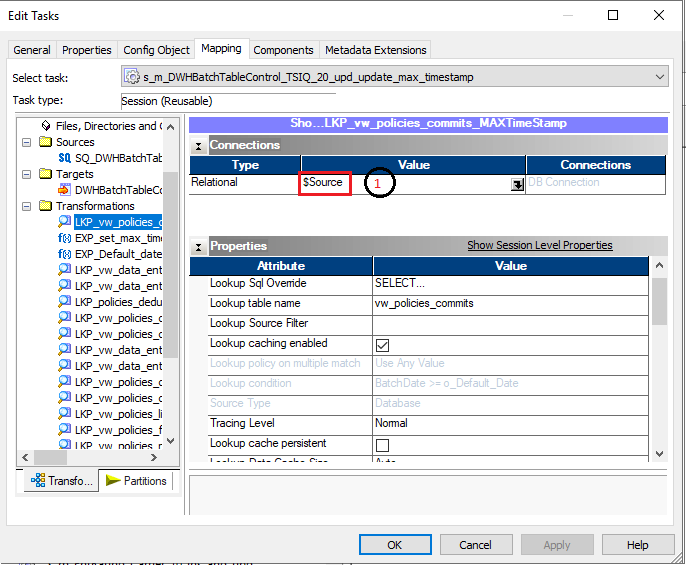 Edit Tasks
General Properties Config Object Mapping Components Metadata Extensions
Select task: s_m_DWHBatchTableControl_TSIQ_20_upd_update_max_timestamp
Task type: Session (Reusable)
Files, Directories and C
Sources
SQ_DWHBatchTab
Targets
DWHBatchTableCo
Transformations
LKP_vw_policies_c
EXP_set_max_time
EXP_Default_date
LKP_vw_data_ent
LKP_vw_data_ent
LKP_policies_dedu
LKP_vw_policies_c
LKP_vw_policies_c
LKP_vw_data_ent
LKP_vw_data_ent
LKP_vw_policies_c
LKP_vw_policies_c
LKP_vw_policies_li
LKP_vw_policies_f
LKP_vw_policies_r
Transfo... Partitions
Sho...LKP_vw_policies_commits_MAXTimeStamp
Connections
Type Value Connections
Relational $Source 1 DB Connection
Properties Show Session Level Properties
Attribute Value
Lookup Sql Override SELECT...
Lookup table name vw_policies_commits
Lookup Source Filter
Lookup caching enabled
Lookup policy on multiple match Use Any Value
Lookup condition BatchDate >= o_Default_Date
Source Type Database
Tracing Level Normal
Lookup cache persistent
Lookup Data Cache Size Auto
OK Cancel Apply Help